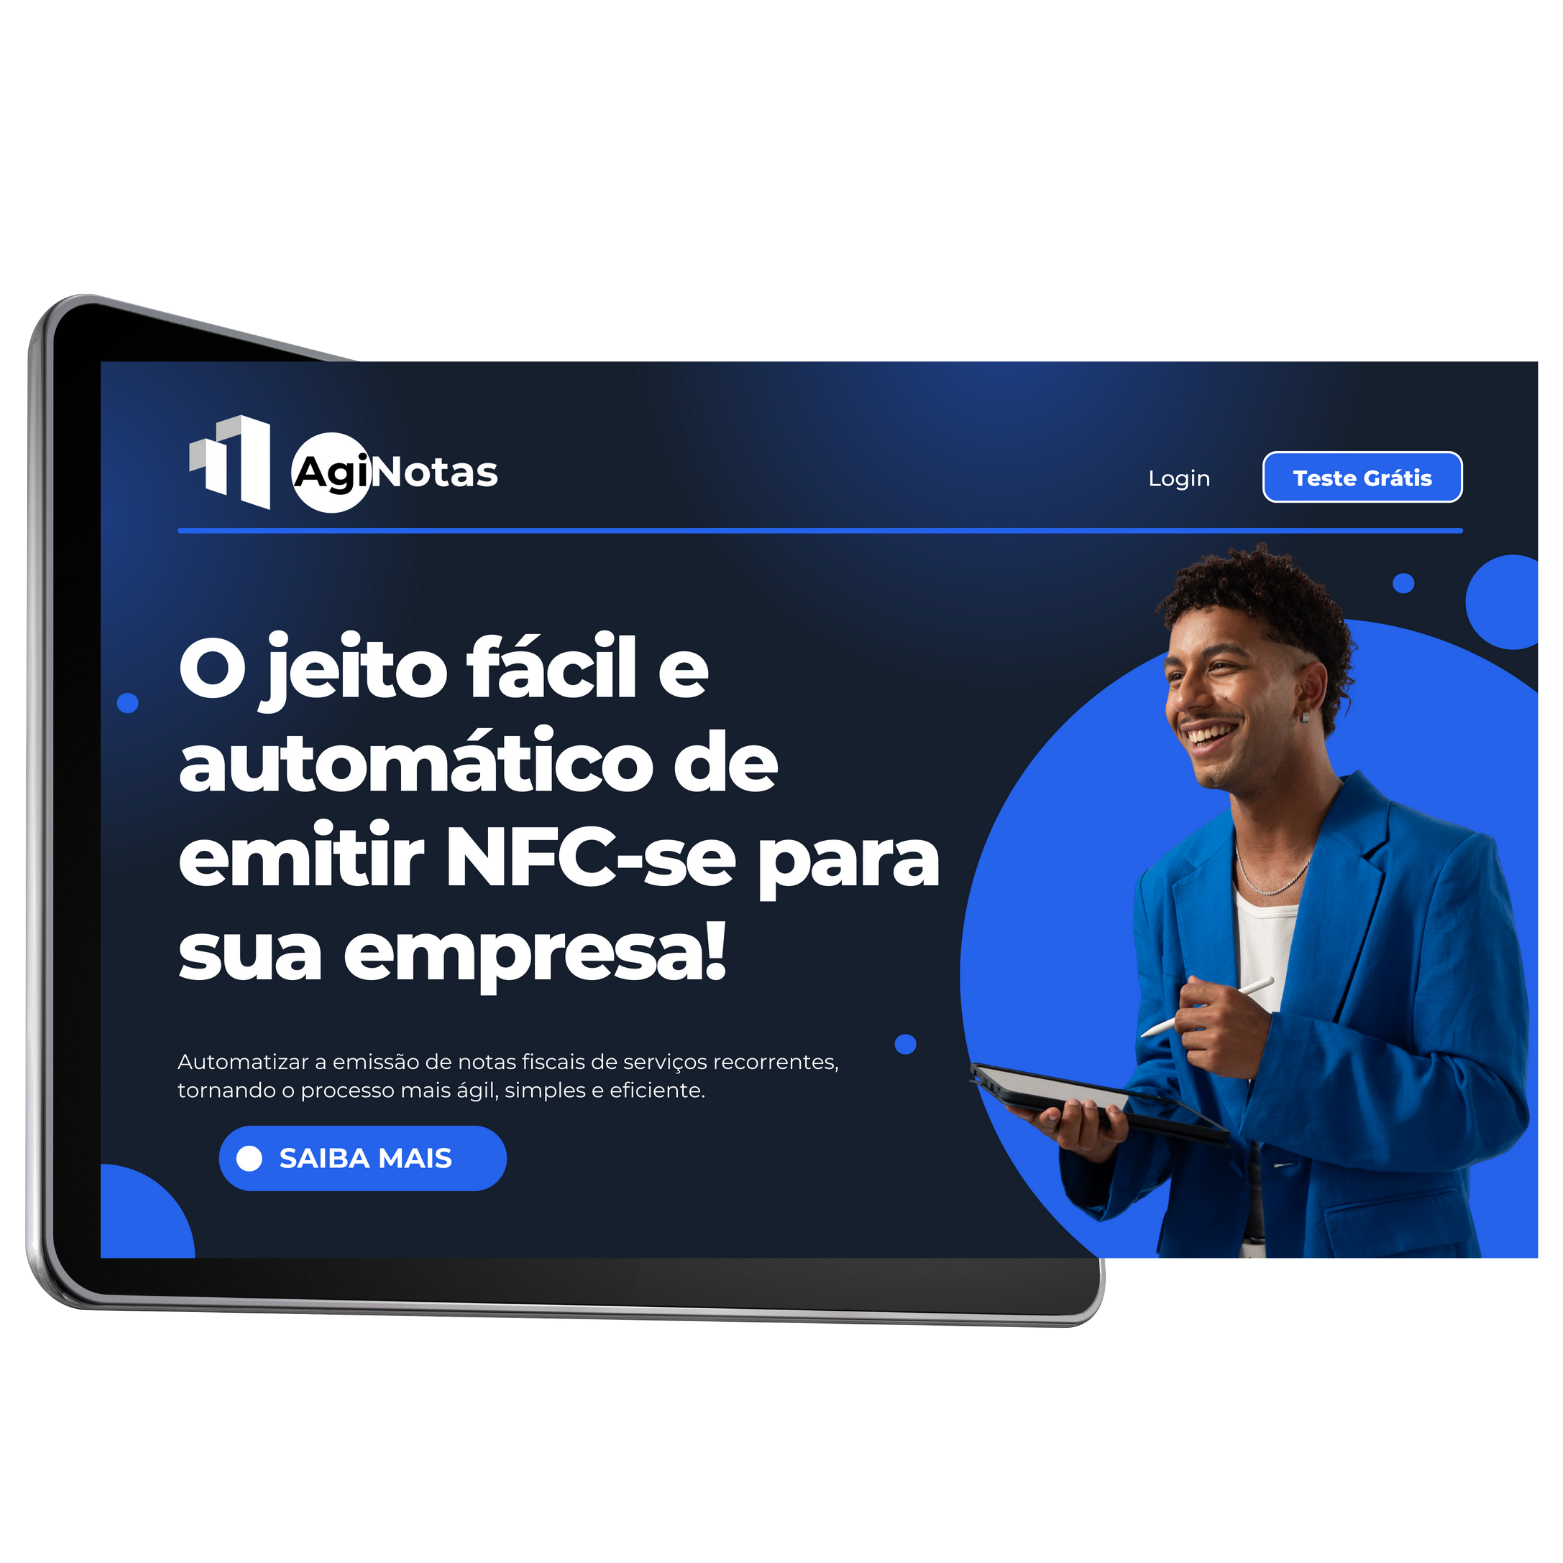 AgiNotas
Login
Teste Grátis
O jeito fácil e
automático de
emitir NFC-se para
sua empresa!
Automatizar a emissão de notas fiscais de serviços recorrentes,
tornando o processo mais ágil, simples e eficiente.
SAIBA MAIS